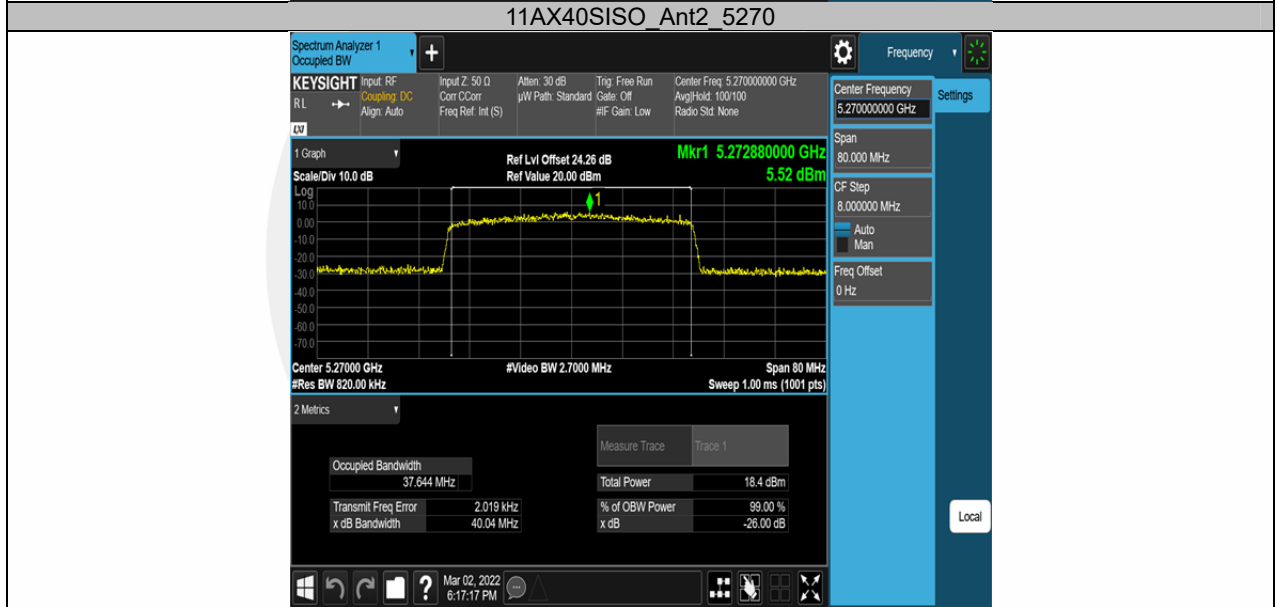 11AX40SISO_Ant2_5270
Spectrum Analyzer 1
Occupied BW
Frequency
KEYSIGHT
Input: RF
Coupling: DC
Align: Auto
RL
LXI
Input Z: 50 Ω
Corr CCorr
Freq Ref: Int (S)
Atten: 30 dB
µW Path: Standard
Trig: Free Run
Gate: Off
#IF Gain: Low
Center Freq: 5.270000000 GHz
Avg|Hold: 100/100
Radio Std: None
Center Frequency
5.270000000 GHz
Settings
Span
80.000 MHz
CF Step
8.000000 MHz
Auto
Man
Freq Offset
0 Hz
Local
1 Graph
Ref Lvl Offset 24.26 dB
Mkr1 5.272880000 GHz
Scale/Div 10.0 dB
Ref Value 20.00 dBm
5.52 dBm
Log
10.0
0.00
-10.0
-20.0
-30.0
-40.0
-50.0
-60.0
-70.0
1
Center 5.27000 GHz
#Video BW 2.7000 MHz
Span 80 MHz
#Res BW 820.00 kHz
Sweep 1.00 ms (1001 pts)
2 Metrics
Measure Trace
Trace 1
Occupied Bandwidth
37.644 MHz
Total Power
18.4 dBm
Transmit Freq Error
2.019 kHz
% of OBW Power
99.00 %
x dB Bandwidth
40.04 MHz
x dB
-26.00 dB
?
Mar 02, 2022
6:17:17 PM